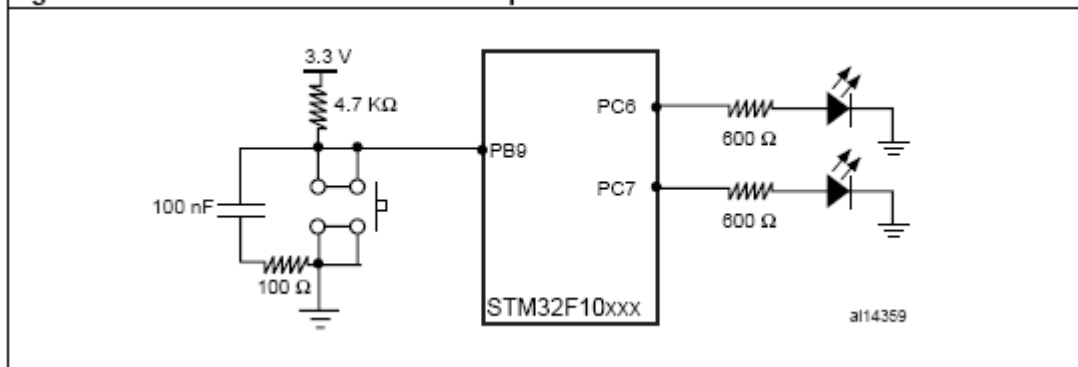 3.3 V
4.7 KΩ
100 nF
100 Ω
PB9
PC6
PC7
STM32F10xxx
600 Ω
600 Ω
ai14359